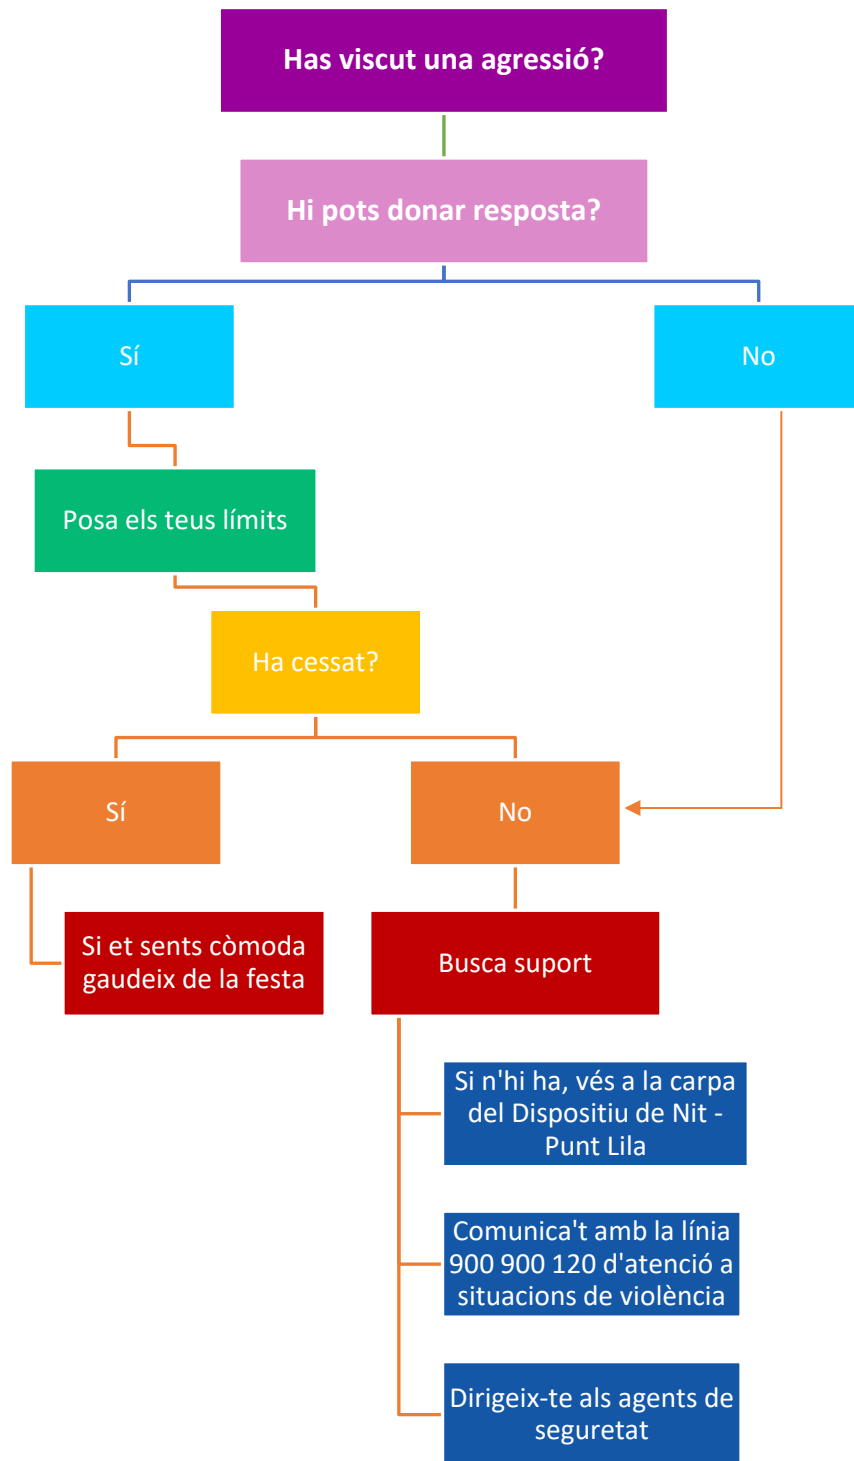 Has viscut una agressió?
Hi pots donar resposta?
Sí
No
Posa els teus límits
Ha cessat?
Sí
No
Si et sents còmoda
gaudeix de la festa
Busca suport
Si n'hi ha, vés a la carpa
del Dispositiu de Nit -
Punt Lila
Comunica't amb la línia
900 900 120 d'atenció a
situacions de violència
Dirigeix-te als agents de
seguretat